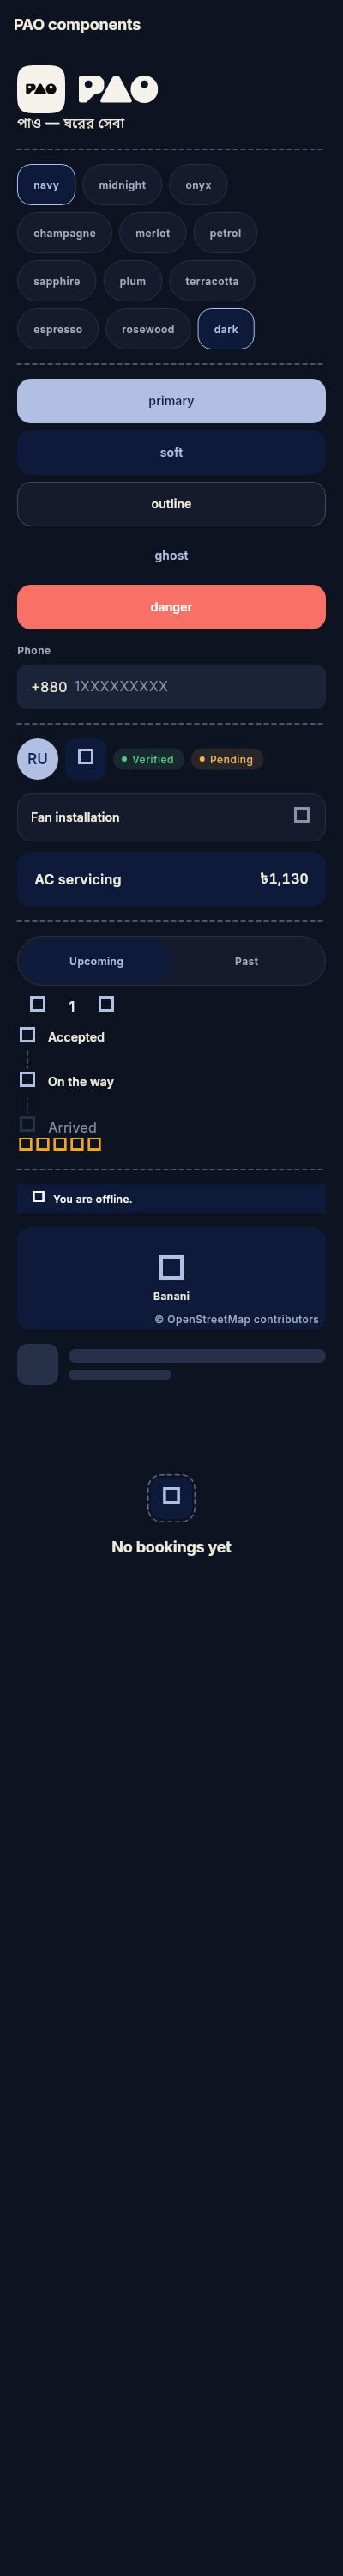 PAO components
PAO PAO
পাও — ঘরের সেবা
navy midnight onyx
champagne merlot petrol
sapphire plum terracotta
espresso rosewood dark
primary
soft
outline
ghost
danger
Phone
+880 1XXXXXXXXX
RU Verified Pending
Fan installation
AC servicing ৳1,130
Upcoming Past
1
Accepted
On the way
Arrived
You are offline.
Banani
© OpenStreetMap contributors
No bookings yet